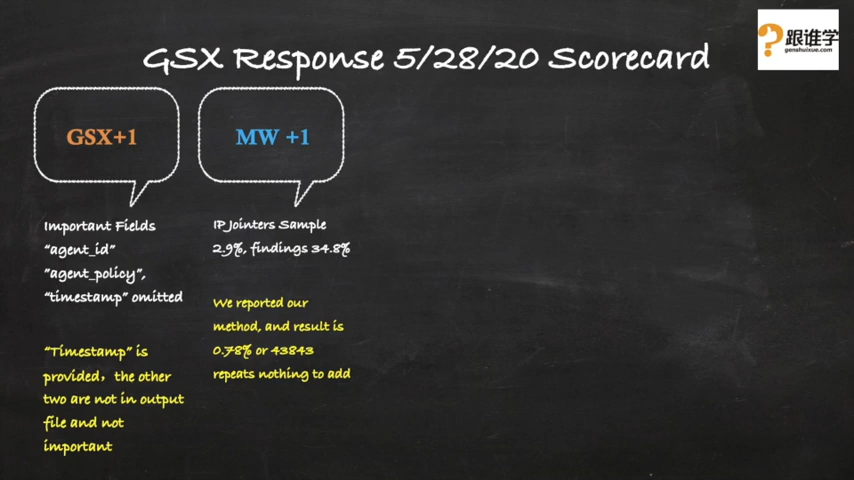 GSX Response 5/28/20 Scorecard
跟谁学
genshuixue.com
GSX+1
MW +1
Important Fields
"agent_id"
"agent_policy",
"timestamp" omitted
"Timestamp" is
provided，the other
two are not in output
file and not
important
IP Jointers Sample
2.9%, findings 34.8%
We reported our
method, and result is
0.78% or 43843
repeats nothing to add